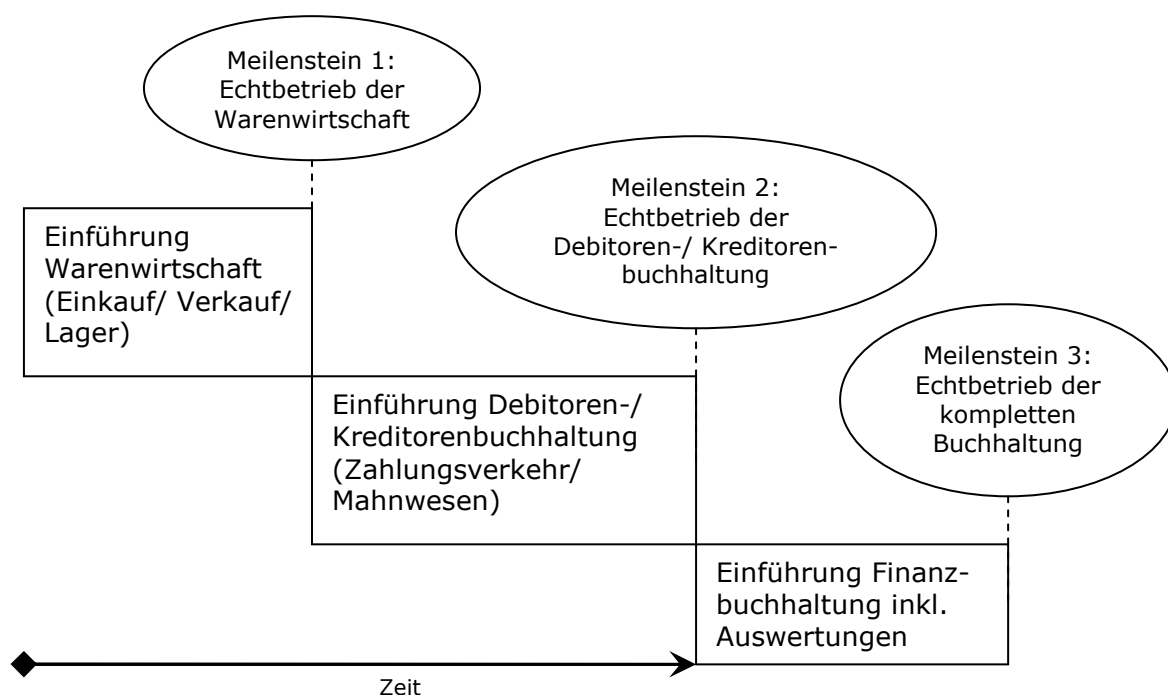 Meilenstein 1:
Echtbetrieb der
Warenwirtschaft
Meilenstein 2:
Echtbetrieb der
Debitoren-/ Kreditoren-
buchhaltung
Einführung
Warenwirtschaft
(Einkauf/ Verkauf/
Lager)
Meilenstein 3:
Echtbetrieb der
kompletten
Buchhaltung
Einführung Debitoren-/
Kreditorenbuchhaltung
(Zahlungsverkehr/
Mahnwesen)
Einführung Finanz-
buchhaltung inkl.
Auswertungen
Zeit